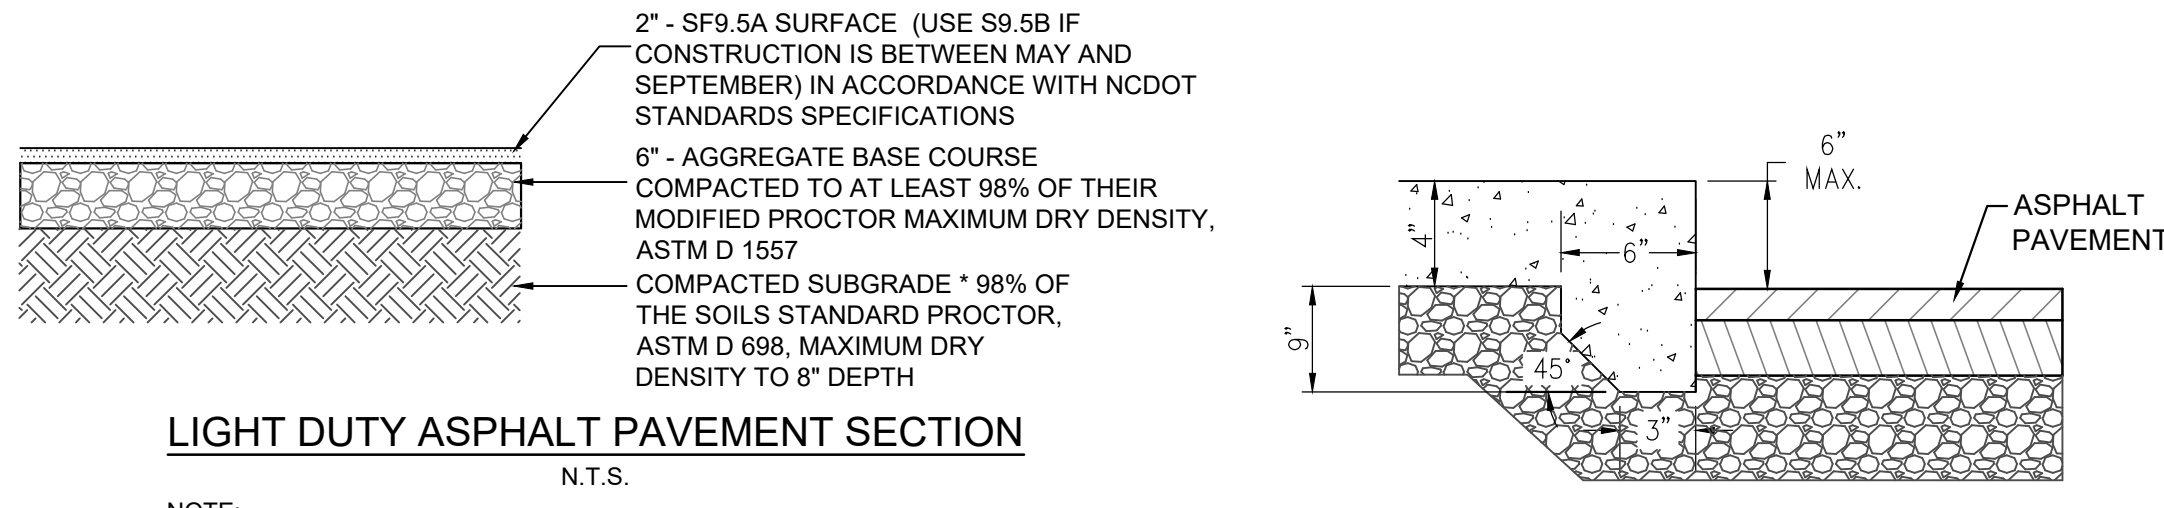 2" - SF9.5A SURFACE (USE S9.5B IF
CONSTRUCTION IS BETWEEN MAY AND
SEPTEMBER) IN ACCORDANCE WITH NCDOT
STANDARDS SPECIFICATIONS
6" - AGGREGATE BASE COURSE
COMPACTED TO AT LEAST 98% OF THEIR
MODIFIED PROCTOR MAXIMUM DRY DENSITY,
ASTM D 1557
COMPACTED SUBGRADE * 98% OF
THE SOILS STANDARD PROCTOR,
ASTM D 698, MAXIMUM DRY
DENSITY TO 8" DEPTH
LIGHT DUTY ASPHALT PAVEMENT SECTION
N.T.S.
NOTE:
6”
MAX.
ASPHALT
PAVEMENT
4”
6”
9”
45°
3”